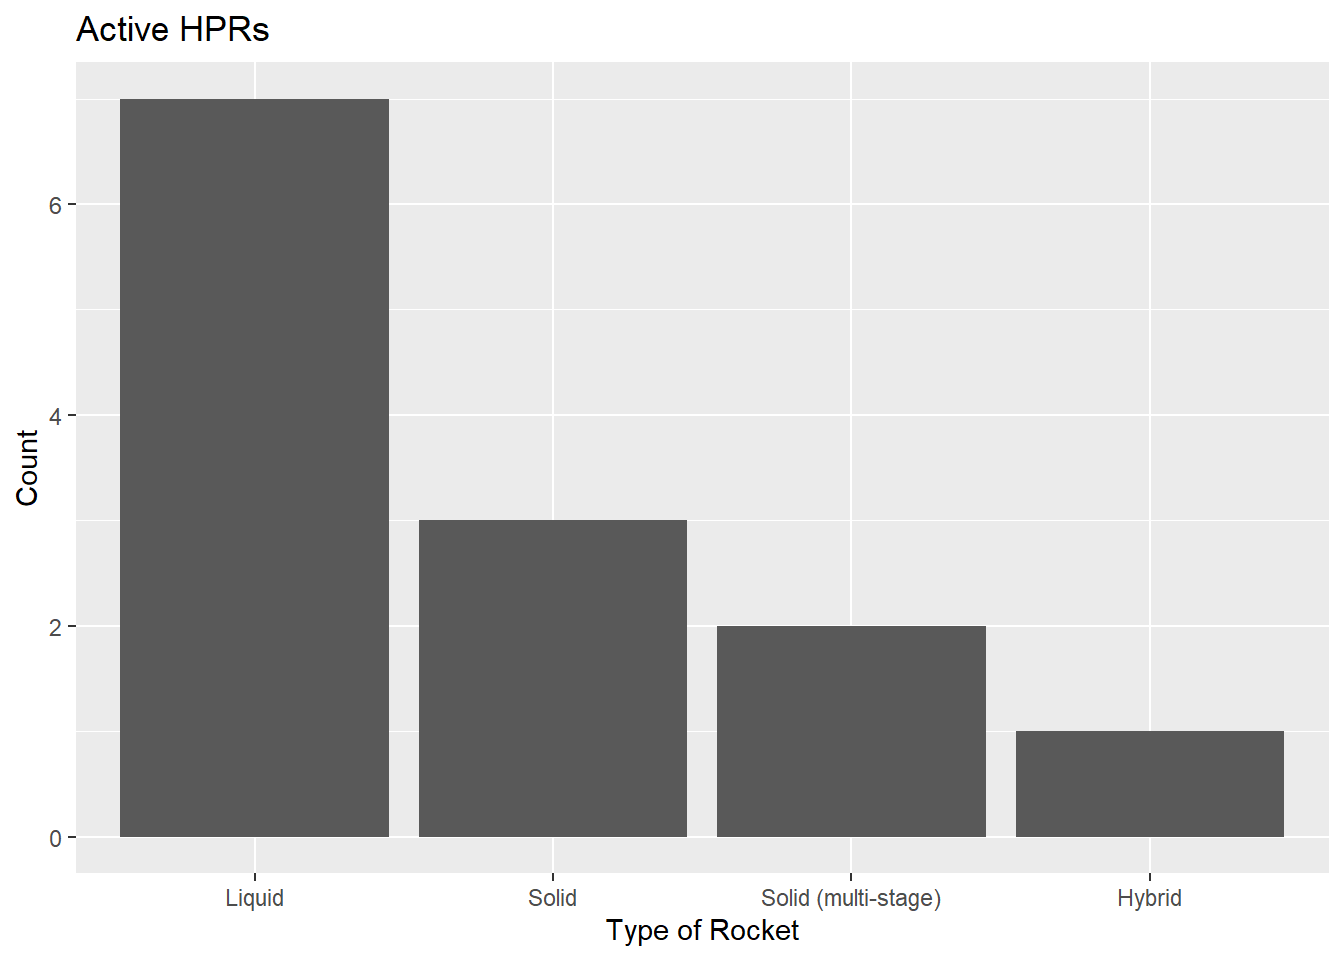 Active HPRs
Count
6
4
2
0
Liquid
Solid
Solid (multi-stage)
Hybrid
Type of Rocket